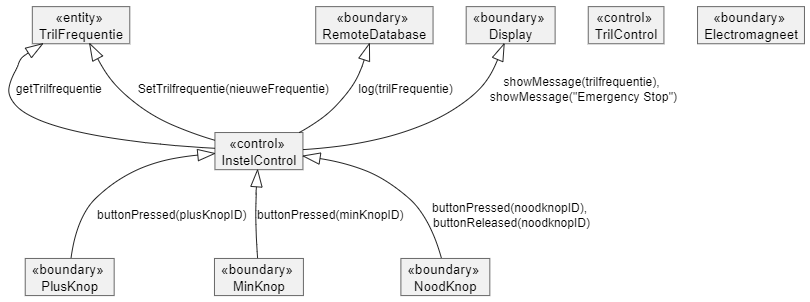 «entity»
TrilFrequentie
«boundary»
RemoteDatabase
«boundary»
Display
«control»
TrilControl
«boundary»
Electromagneet
getTrilfrequentie
SetTrilfrequentie(nieuweFrequentie)
log(trilFrequentie)
showMessage(trilfrequentie),
showMessage("Emergency Stop")
«control»
InstelControl
buttonPressed(plusKnopID)
buttonPressed(minKnopID)
buttonPressed(noodknopID),
buttonReleased(noodknopID)
«boundary»
PlusKnop
«boundary»
MinKnop
«boundary»
NoodKnop